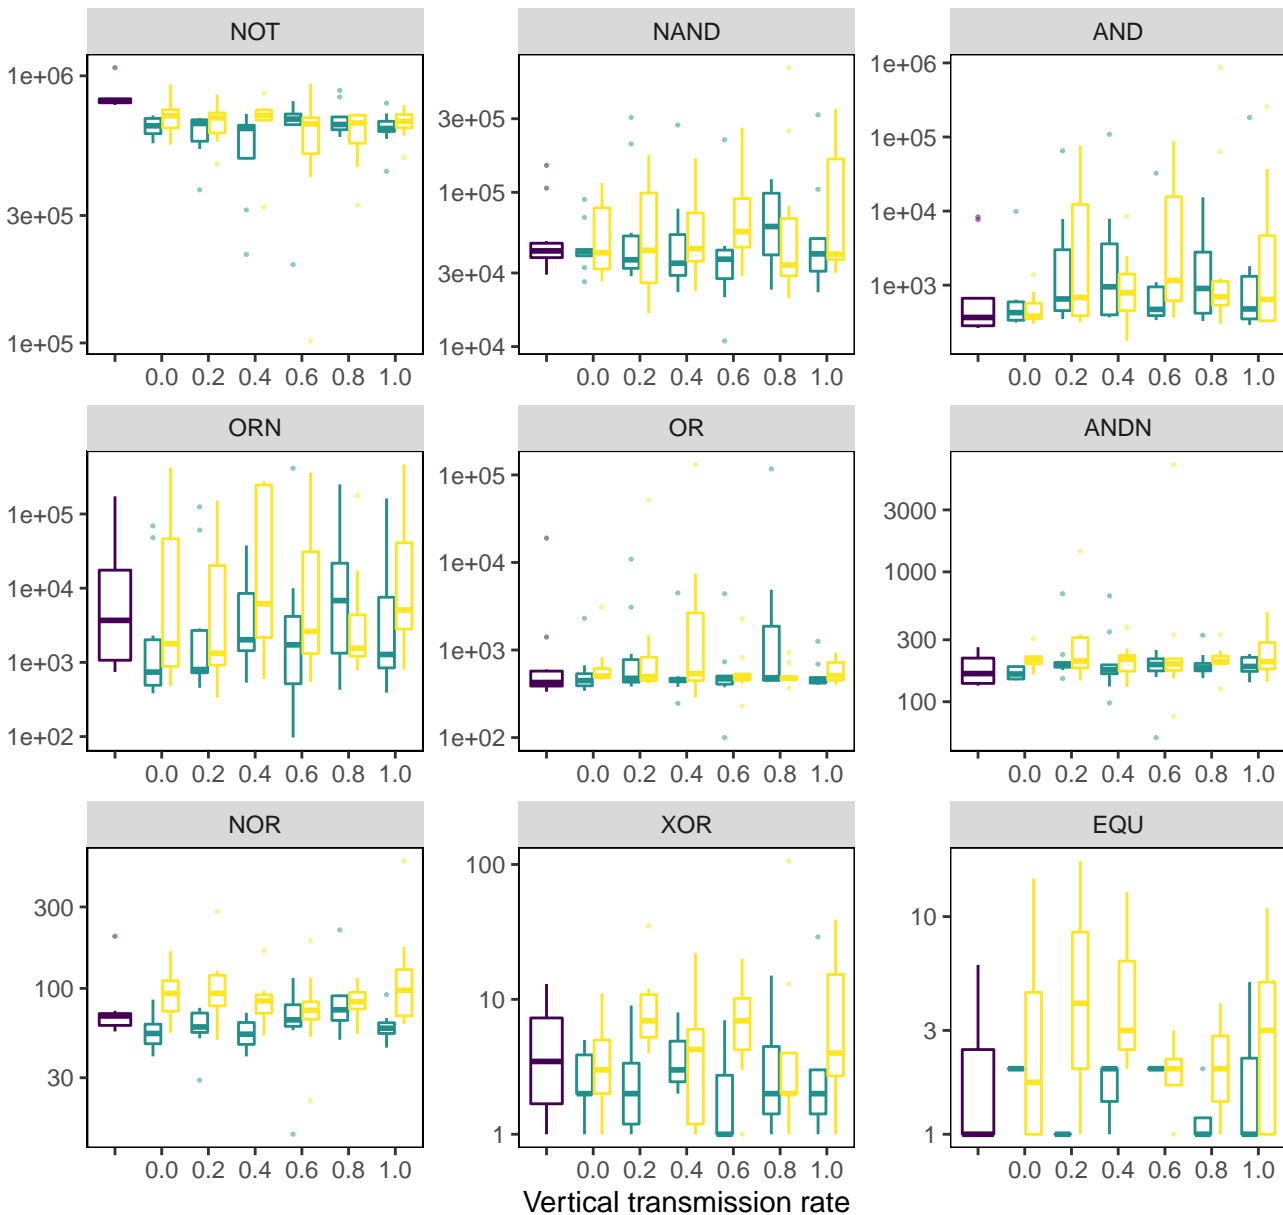 NOT
NAND
AND
1e+06
3e+05
1e+05
3e+05
1e+05
3e+04
1e+04
1e+06
1e+05
1e+04
1e+03
0.0 0.2 0.4 0.6 0.8 1.0
0.0 0.2 0.4 0.6 0.8 1.0
0.0 0.2 0.4 0.6 0.8 1.0
ORN
OR
ANDN
1e+05
1e+04
1e+03
1e+02
1e+05
1e+04
1e+03
1e+02
3000
1000
300
100
0.0 0.2 0.4 0.6 0.8 1.0
0.0 0.2 0.4 0.6 0.8 1.0
0.0 0.2 0.4 0.6 0.8 1.0
NOR
XOR
EQU
300
100
30
100
10
1
10
3
1
0.0 0.2 0.4 0.6 0.8 1.0
0.0 0.2 0.4 0.6 0.8 1.0
0.0 0.2 0.4 0.6 0.8 1.0
Vertical transmission rate